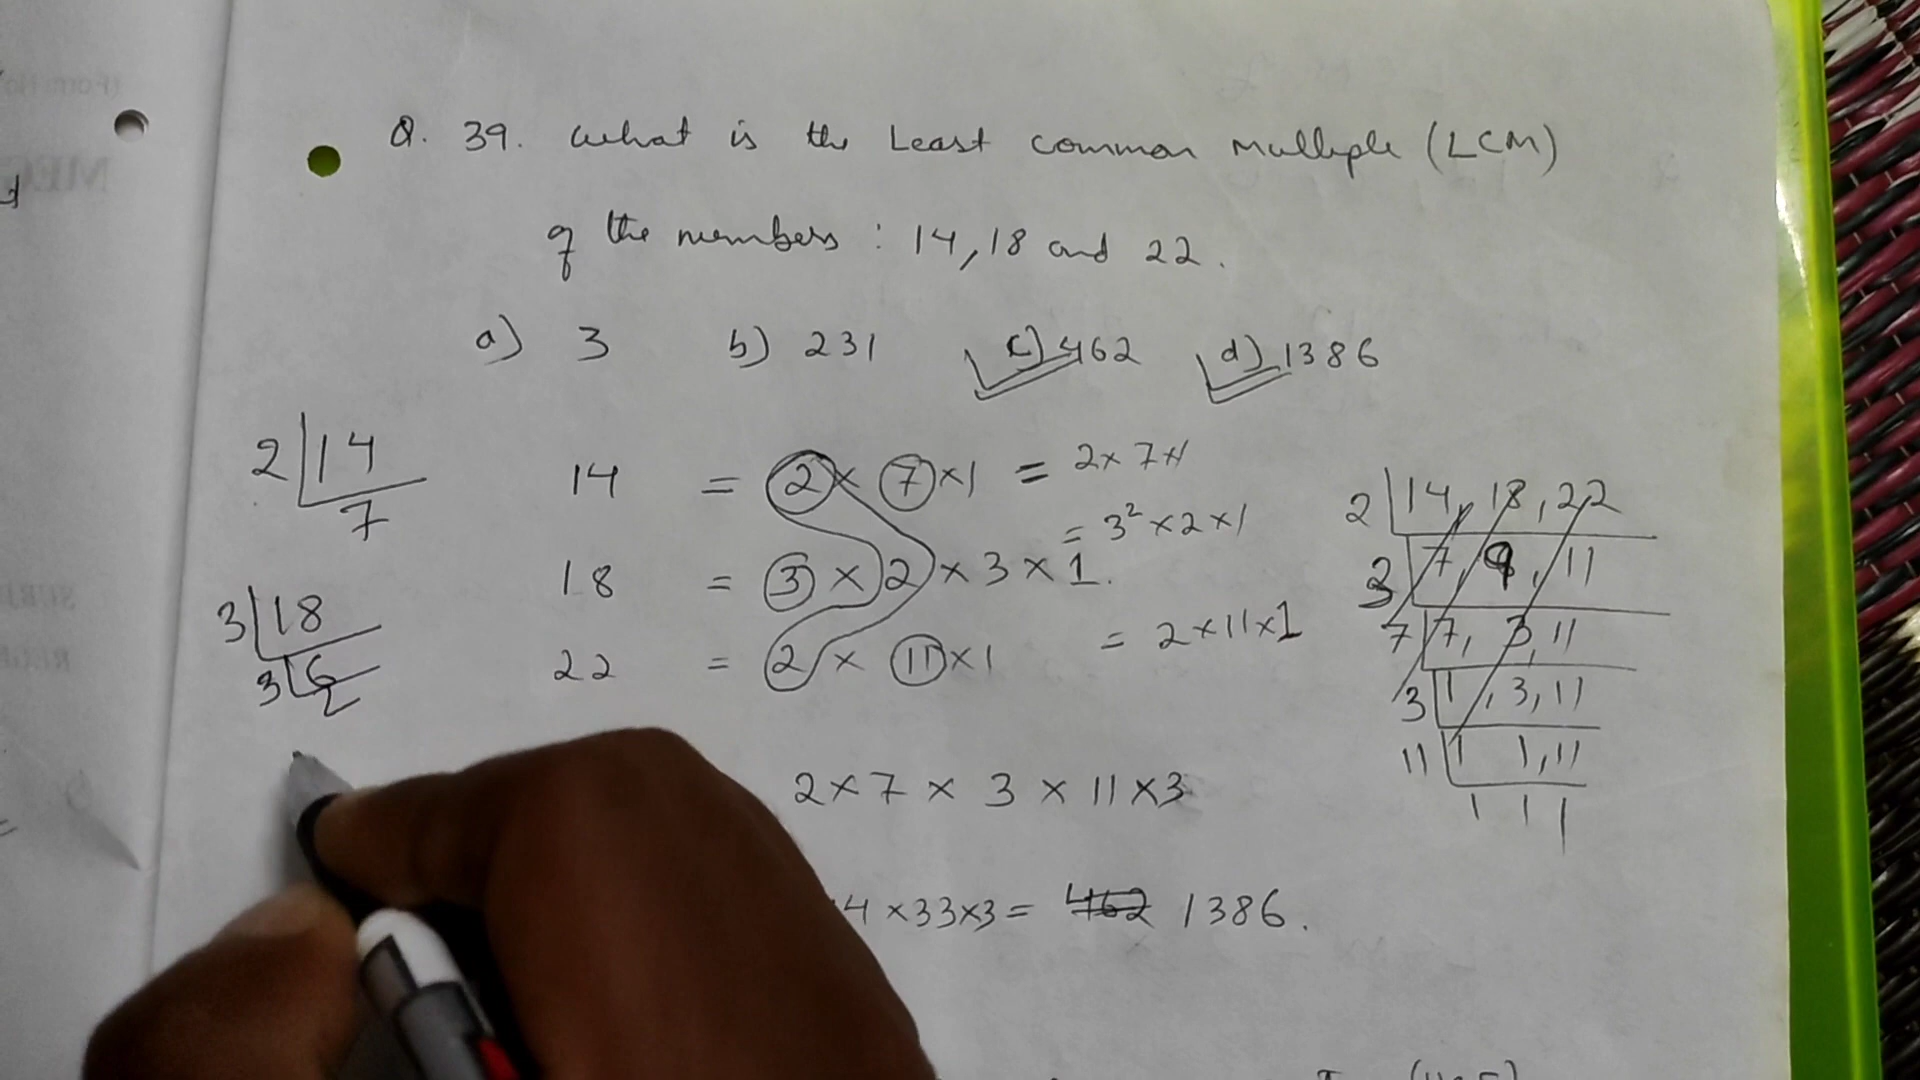 Q. 39. What is the Least common Multiple (LCM)
of the numbers : 14, 18 and 22.
a) 3 b) 231 c) 462 d) 1386
2 | 14
7
3 | 18
3 | 6
2
14 = 2 × 7 × 1 = 2 × 7 × 1
18 = 3 × 2 × 3 × 1. = 3² × 2 × 1
22 = 2 × 11 × 1 = 2 × 11 × 1
2 × 7 × 3 × 11 × 3
4 × 33 × 3 = 462 1386.
2 | 14, 18, 22
3 | 7, 9, 11
7 | 7, 3, 11
3 | 1, 3, 11
11 | 1 1, 11
1 1 1